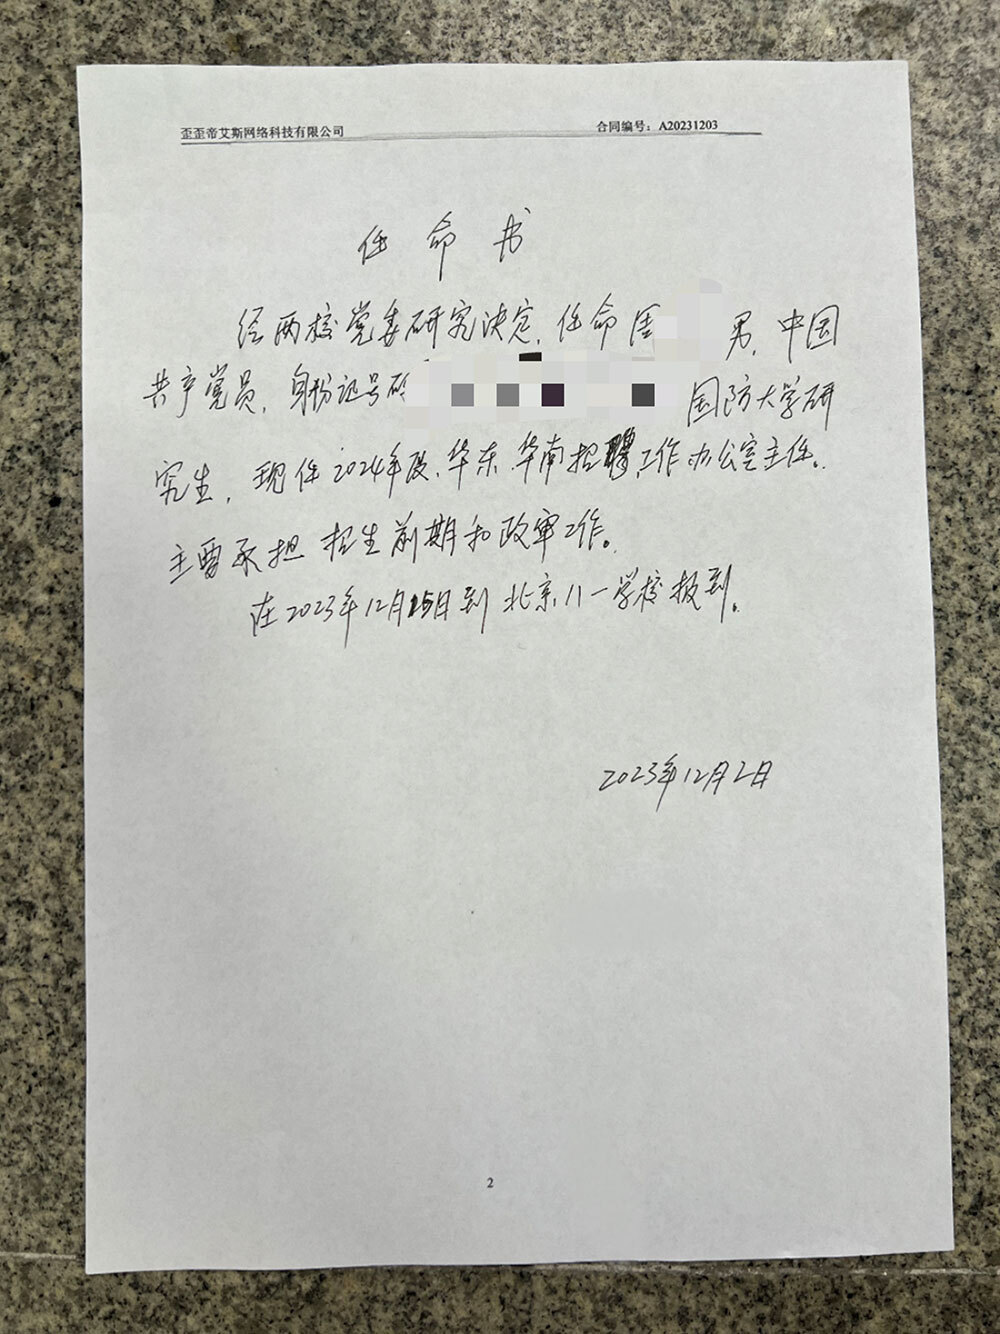 歪歪帝艾斯网络科技有限公司 合同编号：A20231203
任命书
经两校党委研究决定，任命周 男，中国
共产党员，身份证号码 国防大学研
究生，现任2024年度，华东、华南招聘工作办公室主任。
主要承担招生前期和政审工作。
在2023年12月15日到北京八一学校报到。
2023年12月2日
2